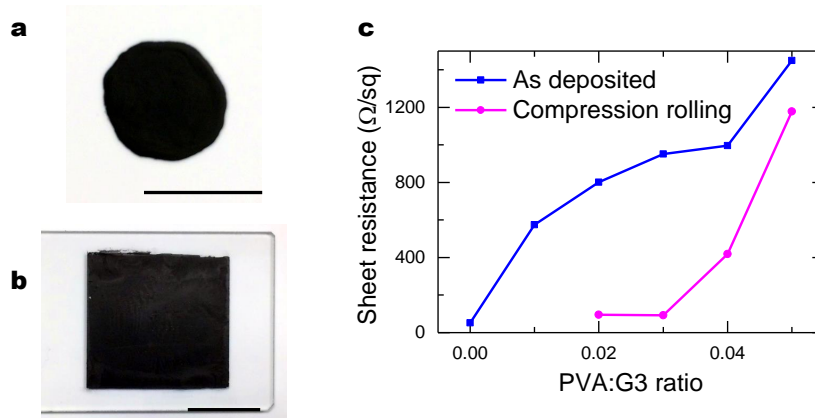 a
b
c
As deposited
Compression rolling
Sheet resistance (Ω/sq)
1200
800
400
0
0.00
0.02
0.04
PVA:G3 ratio